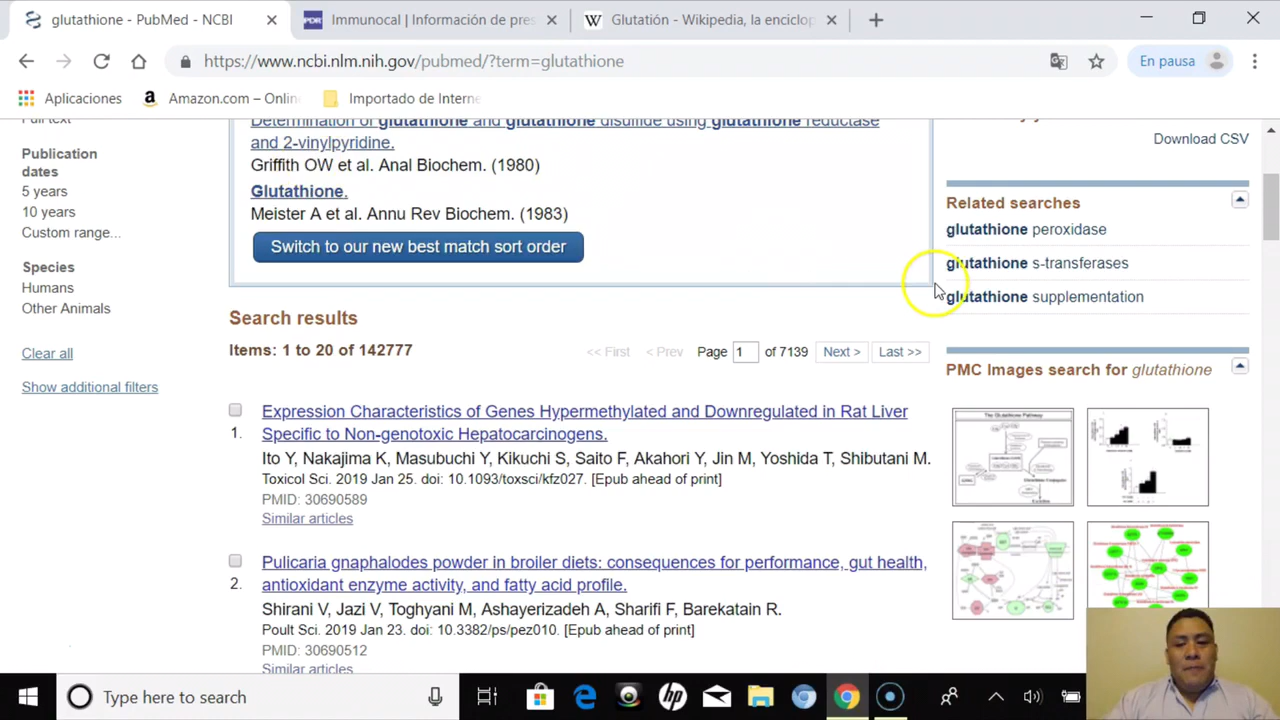 glutathione - PubMed - NCBI
Immunocal | Información de pres
Glutatión - Wikipedia, la enciclop
https://www.ncbi.nlm.nih.gov/pubmed/?term=glutathione
En pausa
Aplicaciones
Amazon.com – Onlin
Importado de Interne
Full text
Publication
dates
5 years
10 years
Custom range...
Species
Humans
Other Animals
Clear all
Show additional filters
Determination of glutathione and glutathione disulfide using glutathione reductase
and 2-vinylpyridine.
Griffith OW et al. Anal Biochem. (1980)
Glutathione.
Meister A et al. Annu Rev Biochem. (1983)
Switch to our new best match sort order
Search results
Items: 1 to 20 of 142777
<< First < Prev Page 1 of 7139 Next > Last >>
1.
Expression Characteristics of Genes Hypermethylated and Downregulated in Rat Liver
Specific to Non-genotoxic Hepatocarcinogens.
Ito Y, Nakajima K, Masubuchi Y, Kikuchi S, Saito F, Akahori Y, Jin M, Yoshida T, Shibutani M.
Toxicol Sci. 2019 Jan 25. doi: 10.1093/toxsci/kfz027. [Epub ahead of print]
PMID: 30690589
Similar articles
2.
Pulicaria gnaphalodes powder in broiler diets: consequences for performance, gut health,
antioxidant enzyme activity, and fatty acid profile.
Shirani V, Jazi V, Toghyani M, Ashayerizadeh A, Sharifi F, Barekatain R.
Poult Sci. 2019 Jan 23. doi: 10.3382/ps/pez010. [Epub ahead of print]
PMID: 30690512
Similar articles
Download CSV
Related searches
glutathione peroxidase
glutathione s-transferases
glutathione supplementation
PMC Images search for glutathione
Type here to search